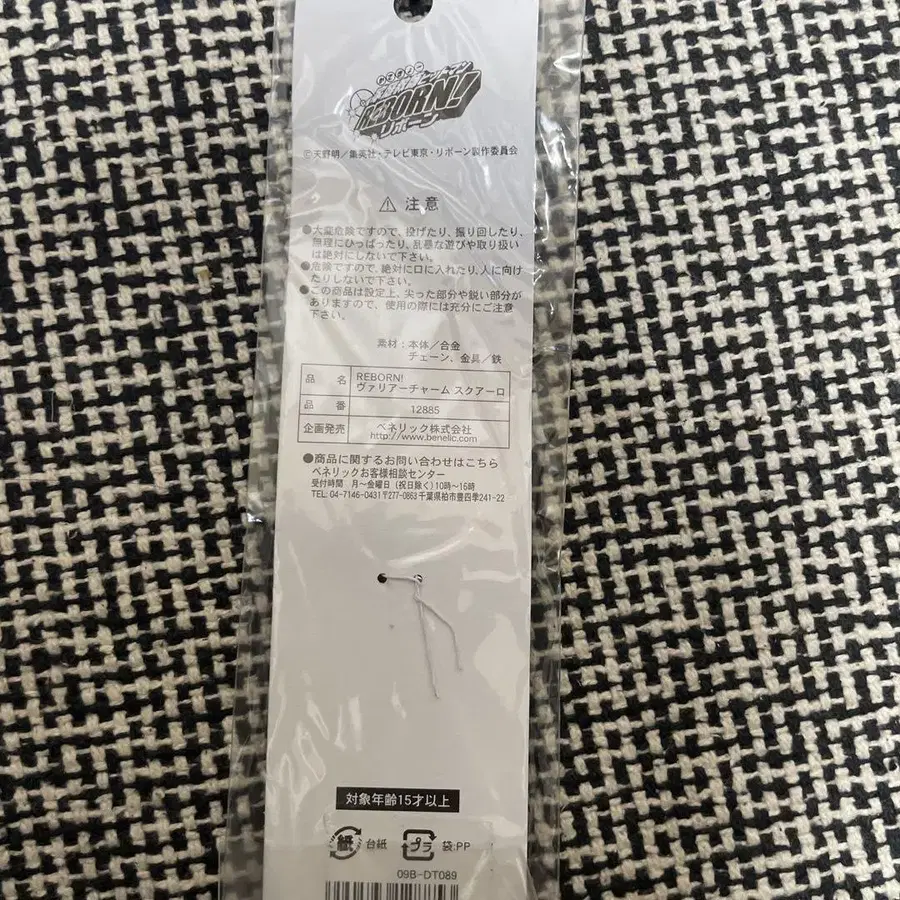 REBORN!
リボーン
©天野明／集英社・テレビ東京・リボーン製作委員会
⚠ 注意
●大変危険ですので、投げたり、振り回したり、
無理にひっぱったり、乱暴な遊びや取り扱い
は絶対にしないで下さい。
●危険ですので、絶対に口に入れたり、人に向け
たりしないで下さい。
●この商品は設定上、尖った部分や鋭い部分が
ありますので、使用の際には充分にご注意
下さい。
素材：本体／合金
チェーン、金具／鉄
品 名 REBORN!
ヴァリアーチャーム スクアーロ
品 番 12885
企画発売 ベネリック株式会社
http://www.benelic.com
●商品に関するお問い合わせはこちら
ベネリックお客様相談センター
受付時間 月〜金曜日（祝日除く）10時〜16時
TEL: 04-7146-0431 〒277-0863 千葉県柏市豊四季241-22
対象年齢15才以上
紙 台紙 プラ 袋:PP
09B-DT089